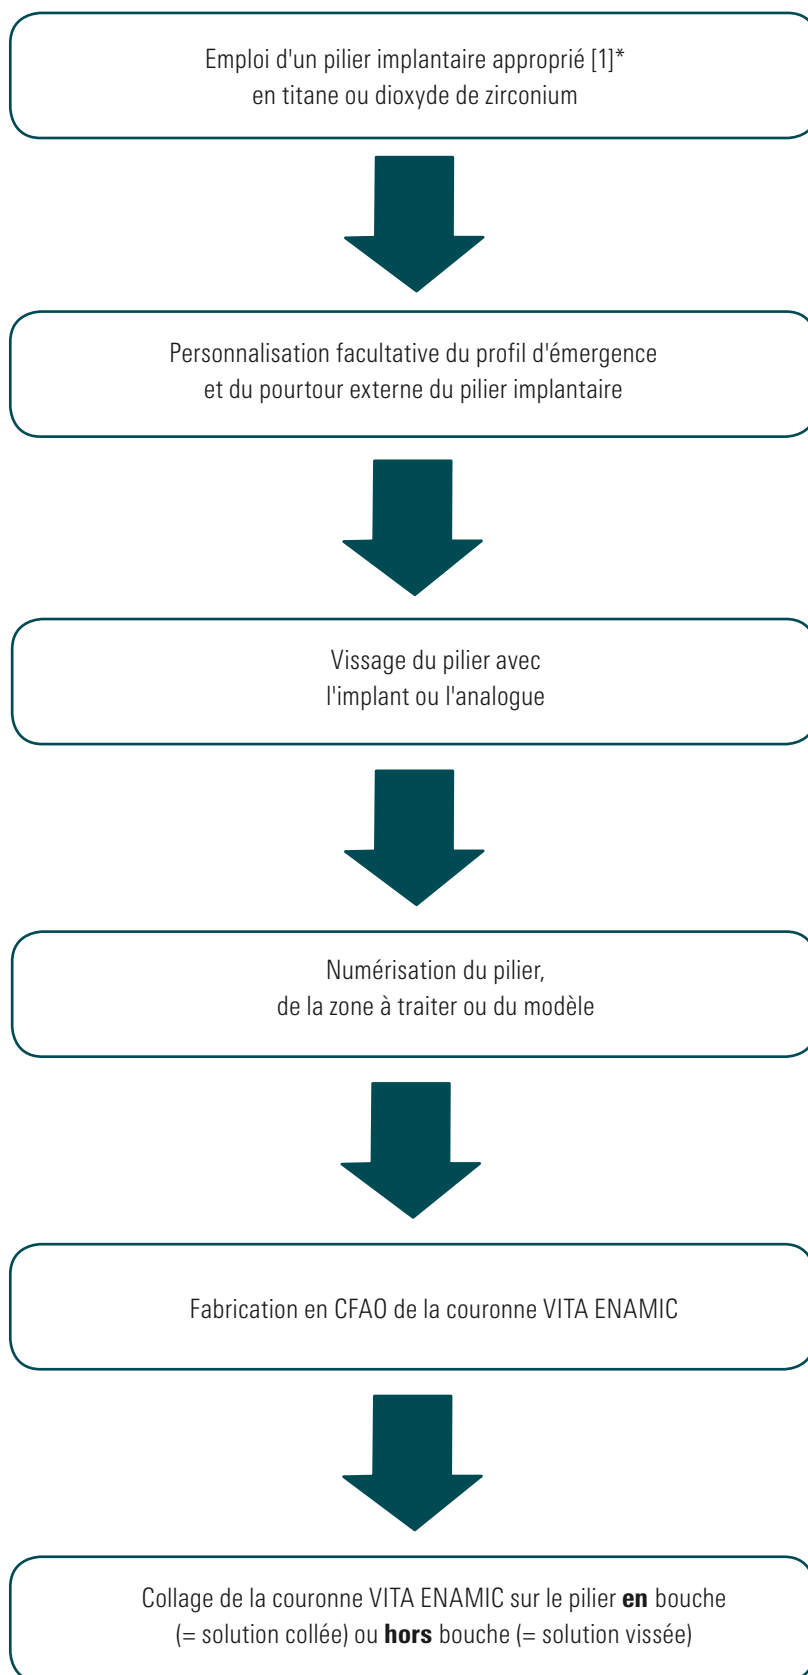 Emploi d'un pilier implantaire approprié [1]*
en titane ou dioxyde de zirconium
Personnalisation facultative du profil d'émergence
et du pourtour externe du pilier implantaire
Vissage du pilier avec
l'implant ou l'analogue
Numérisation du pilier,
de la zone à traiter ou du modèle
Fabrication en CFAO de la couronne VITA ENAMIC
Collage de la couronne VITA ENAMIC sur le pilier en bouche
(= solution collée) ou hors bouche (= solution vissée)